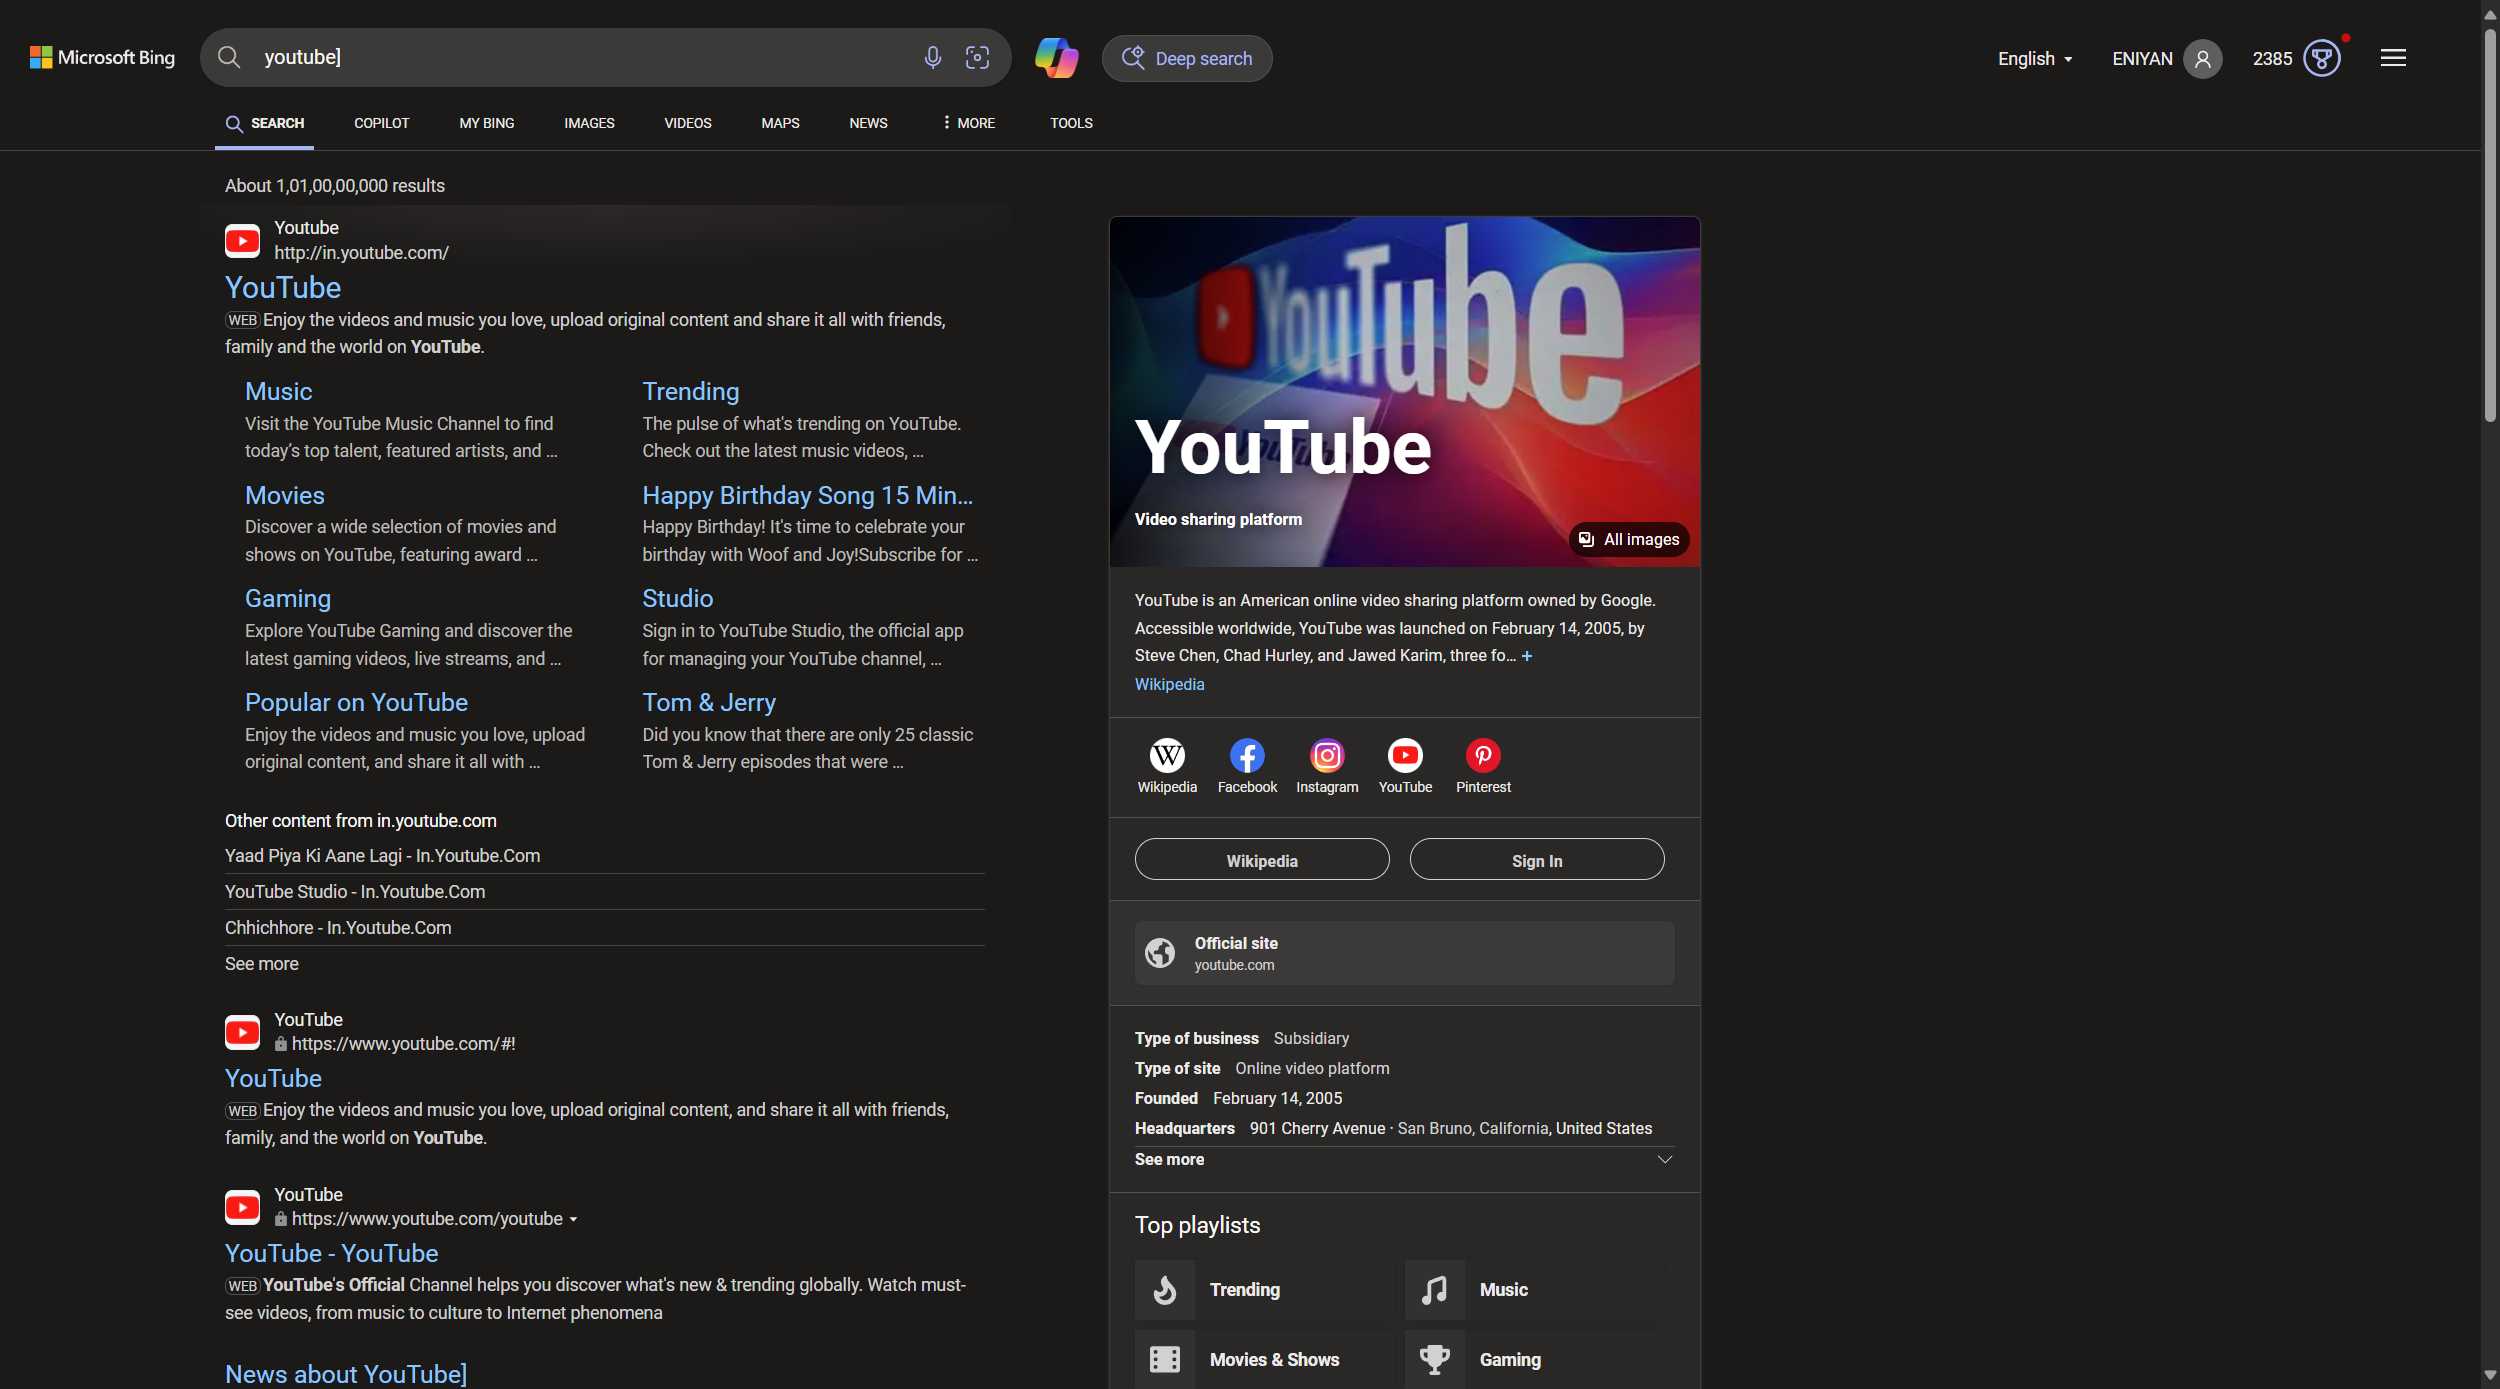 Microsoft Bing
youtube]
Deep search
English
ENIYAN
2385
SEARCH
COPILOT
MY BING
IMAGES
VIDEOS
MAPS
NEWS
MORE
TOOLS
About 1,01,00,00,000 results
Youtube
http://in.youtube.com/
YouTube
WEB Enjoy the videos and music you love, upload original content and share it all with friends,
family and the world on YouTube.
Music
Visit the YouTube Music Channel to find
today's top talent, featured artists, and ...
Trending
The pulse of what's trending on YouTube.
Check out the latest music videos, ...
Movies
Discover a wide selection of movies and
shows on YouTube, featuring award ...
Happy Birthday Song 15 Min...
Happy Birthday! It's time to celebrate your
birthday with Woof and Joy!Subscribe for ...
Gaming
Explore YouTube Gaming and discover the
latest gaming videos, live streams, and ...
Studio
Sign in to YouTube Studio, the official app
for managing your YouTube channel, ...
Popular on YouTube
Enjoy the videos and music you love, upload
original content, and share it all with ...
Tom & Jerry
Did you know that there are only 25 classic
Tom & Jerry episodes that were ...
Other content from in.youtube.com
Yaad Piya Ki Aane Lagi - In.Youtube.Com
YouTube Studio - In.Youtube.Com
Chhichhore - In.Youtube.Com
See more
YouTube
https://www.youtube.com/#!
YouTube
WEB Enjoy the videos and music you love, upload original content, and share it all with friends,
family, and the world on YouTube.
YouTube
https://www.youtube.com/youtube
YouTube - YouTube
WEB YouTube's Official Channel helps you discover what's new & trending globally. Watch must-
see videos, from music to culture to Internet phenomena
News about YouTube]
YouTube
YouTube
Video sharing platform
All images
YouTube is an American online video sharing platform owned by Google.
Accessible worldwide, YouTube was launched on February 14, 2005, by
Steve Chen, Chad Hurley, and Jawed Karim, three fo... +
Wikipedia
Wikipedia
Facebook
Instagram
YouTube
Pinterest
Wikipedia
Sign In
Official site
youtube.com
Type of business Subsidiary
Type of site Online video platform
Founded February 14, 2005
Headquarters 901 Cherry Avenue · San Bruno, California, United States
See more
Top playlists
Trending
Music
Movies & Shows
Gaming